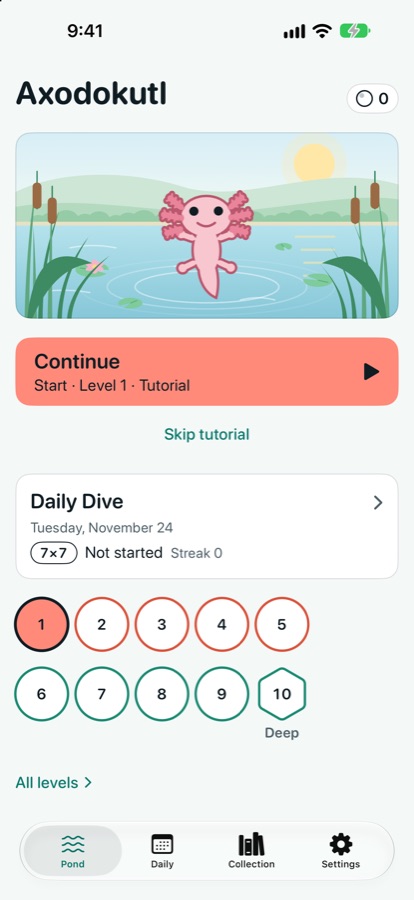 9:41
Axodokutl
0
Continue
Start · Level 1 · Tutorial
Skip tutorial
Daily Dive
Tuesday, November 24
7×7 Not started Streak 0
1 2 3 4 5
6 7 8 9 10
Deep
All levels
Pond Daily Collection Settings